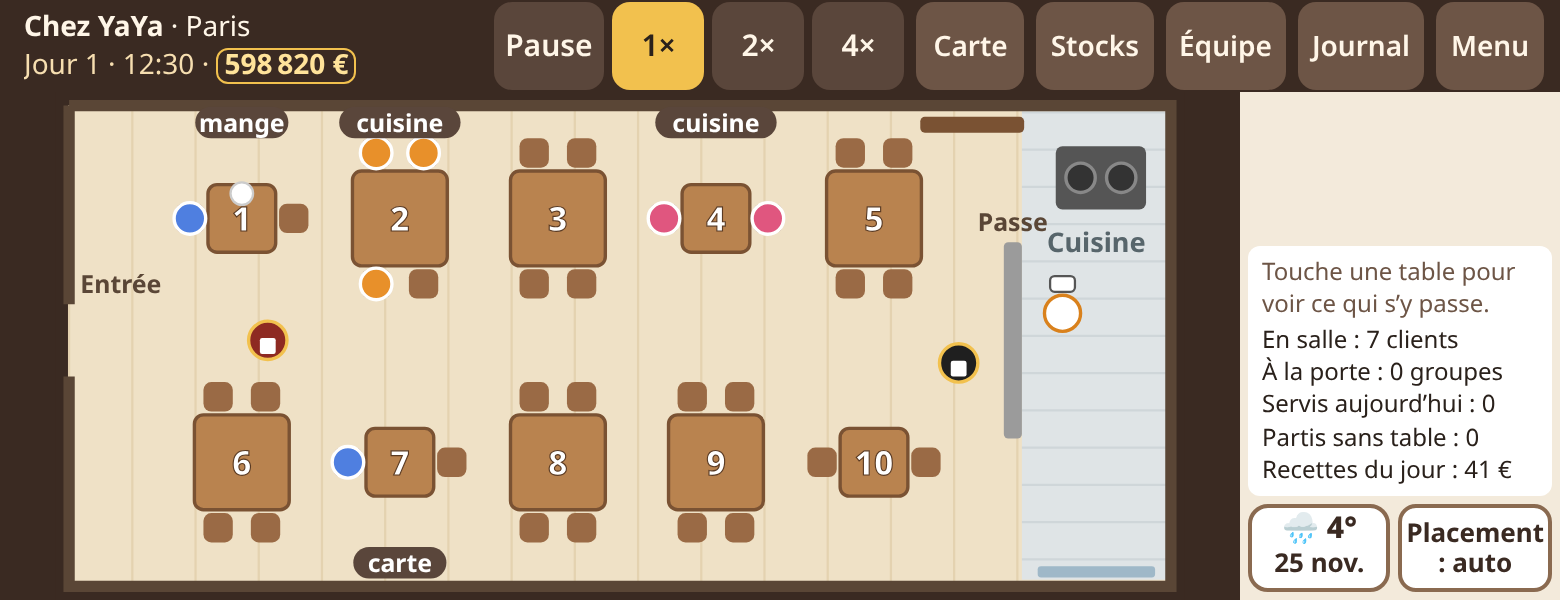 Chez YaYa · Paris
Jour 1 · 12:30 · 598 820 €
Pause
1×
2×
4×
Carte
Stocks
Équipe
Journal
Menu
mange
cuisine
cuisine
1
2
3
4
5
Passe
Cuisine
Entrée
6
7
8
9
10
carte
Touche une table pour
voir ce qui s’y passe.
En salle : 7 clients
À la porte : 0 groupes
Servis aujourd’hui : 0
Partis sans table : 0
Recettes du jour : 41 €
4°
25 nov.
Placement
: auto